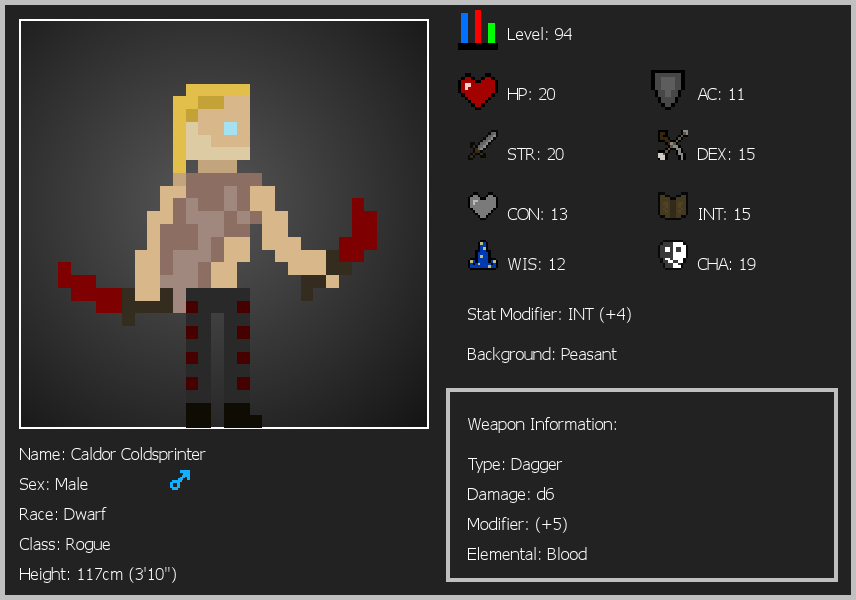 Level: 94
HP: 20
AC: 11
STR: 20
DEX: 15
CON: 13
INT: 15
WIS: 12
CHA: 19
Stat Modifier: INT (+4)
Background: Peasant
Weapon Information:
Type: Dagger
Damage: d6
Modifier: (+5)
Elemental: Blood
Name: Caldor Coldsprinter
Sex: Male
Race: Dwarf
Class: Rogue
Height: 117cm (3'10")